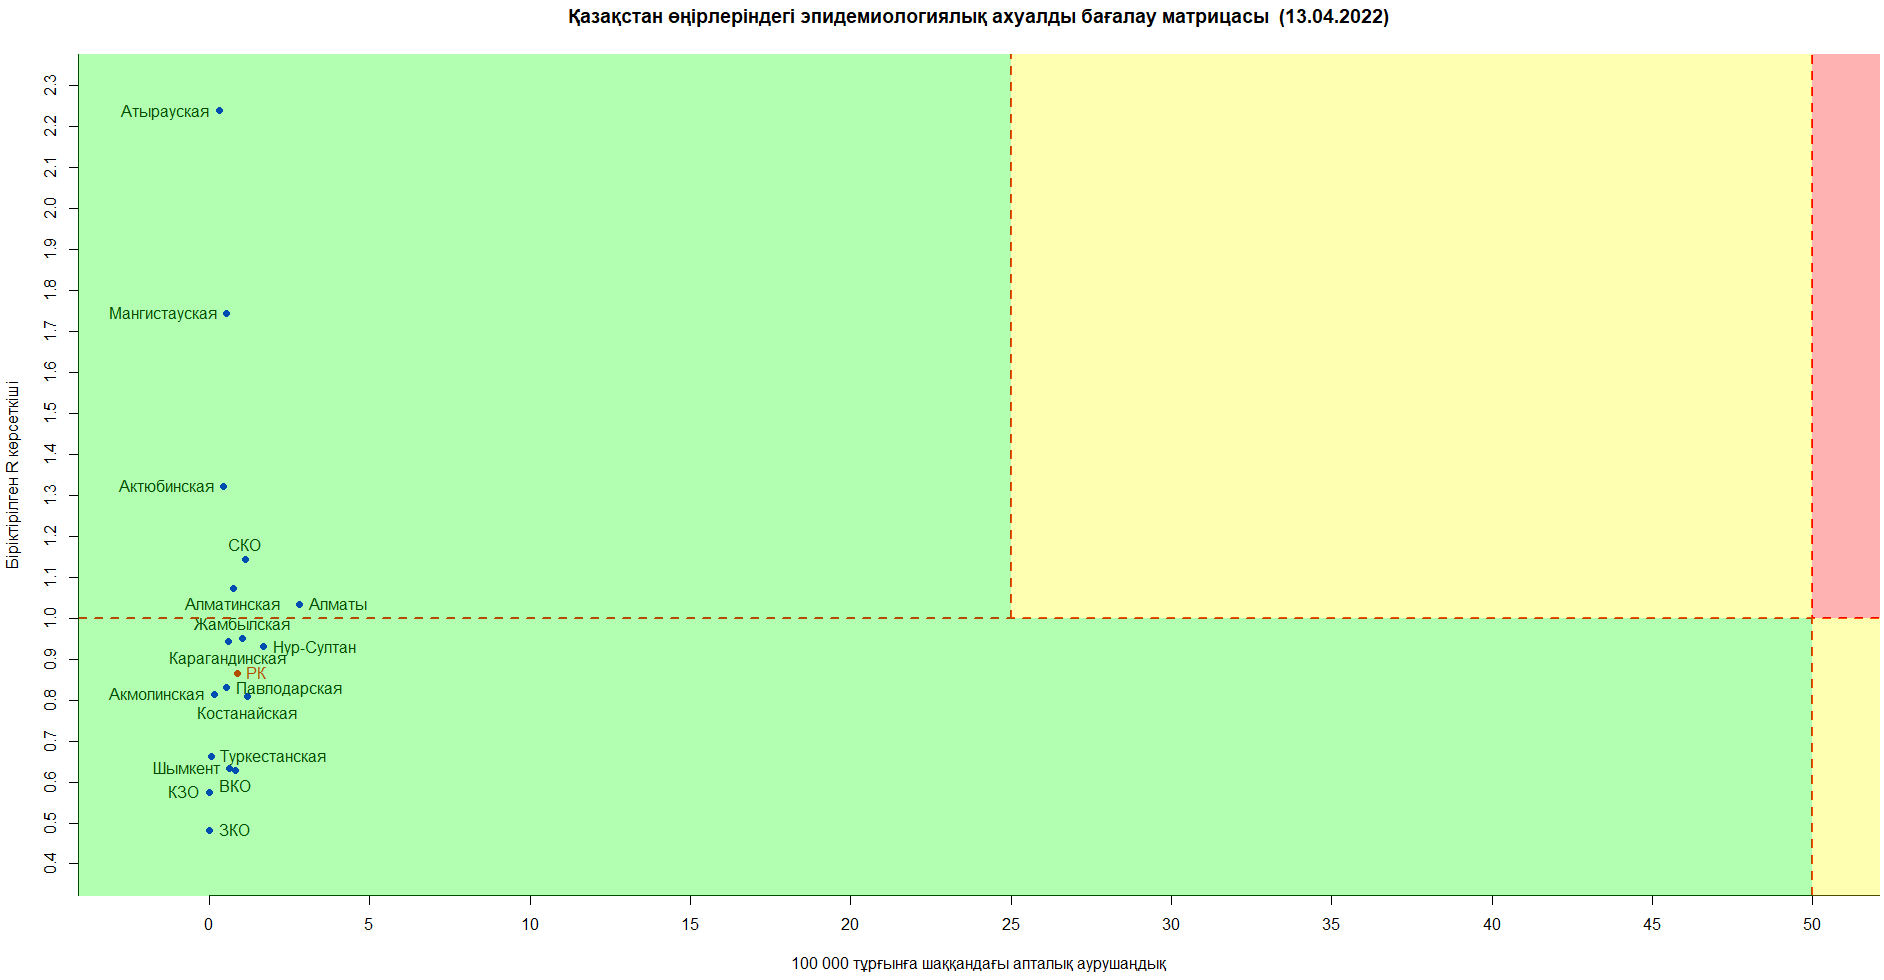 Қазақстан өңірлеріндегі эпидемиологиялық ахуалды бағалау матрицасы (13.04.2022)
Біріктірілген R көрсеткіші
2.3
2.2
2.1
2.0
1.9
1.8
1.7
1.6
1.5
1.4
1.3
1.2
1.1
1.0
0.9
0.8
0.7
0.6
0.5
0.4
Атырауская
Мангистауская
Актюбинская
СКО
Алматинская
Алматы
Жамбылская
Нур-Султан
Карагандинская
РК
Павлодарская
Акмолинская
Костанайская
Туркестанская
Шымкент
ВКО
КЗО
ЗКО
0 5 10 15 20 25 30 35 40 45 50
100 000 тұрғынға шаққандағы апталық аурушаңдық